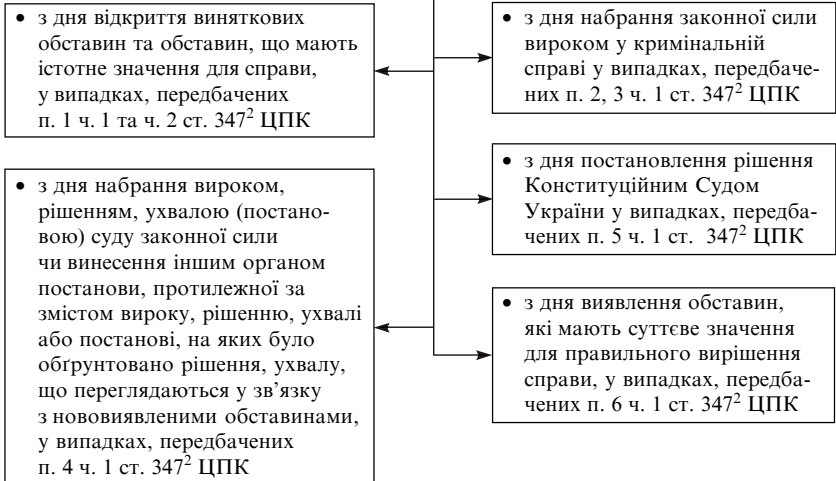 • з дня відкриття виняткових
обставин та обставин, що мають
істотне значення для справи,
у випадках, передбачених
п. 1 ч. 1 та ч. 2 ст. 347² ЦПК
• з дня набрання законної сили
вироком у кримінальній
справі у випадках, передбаче-
них п. 2, 3 ч. 1 ст. 347² ЦПК
• з дня набрання вироком,
рішенням, ухвалою (постано-
вою) суду законної сили
чи винесення іншим органом
постанови, протилежної за
змістом вироку, рішенню, ухвалі
або постанові, на яких було
обґрунтовано рішення, ухвалу,
що переглядаються у зв'язку
з нововиявленими обставинами,
у випадках, передбачених
п. 4 ч. 1 ст. 347² ЦПК
• з дня постановлення рішення
Конституційним Судом
України у випадках, передба-
чених п. 5 ч. 1 ст. 347² ЦПК
• з дня виявлення обставин,
які мають суттєве значення
для правильного вирішення
справи, у випадках, передба-
чених п. 6 ч. 1 ст. 347² ЦПК